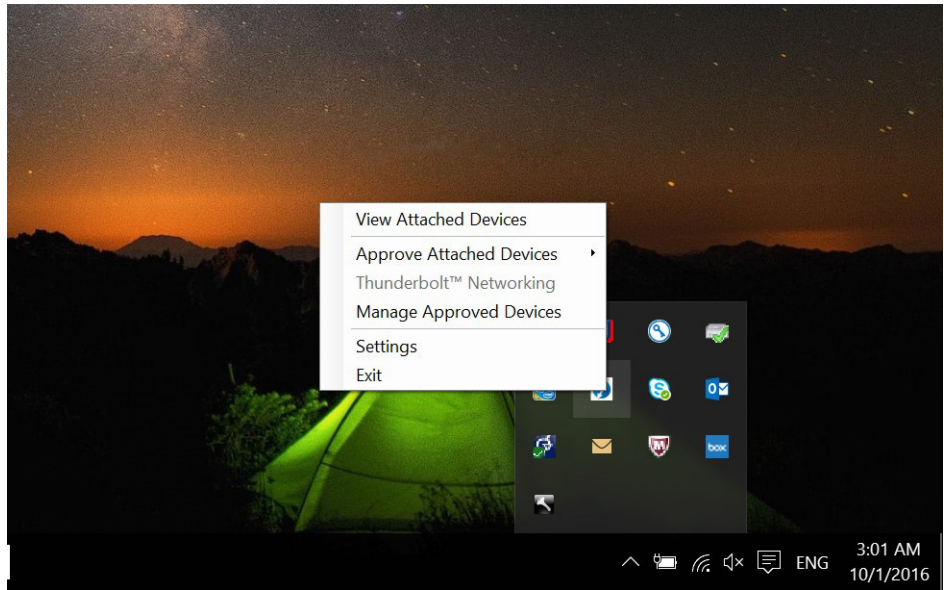 View Attached Devices
Approve Attached Devices
Thunderbolt™ Networking
Manage Approved Devices
Settings
Exit
box
ENG
3:01 AM
10/1/2016